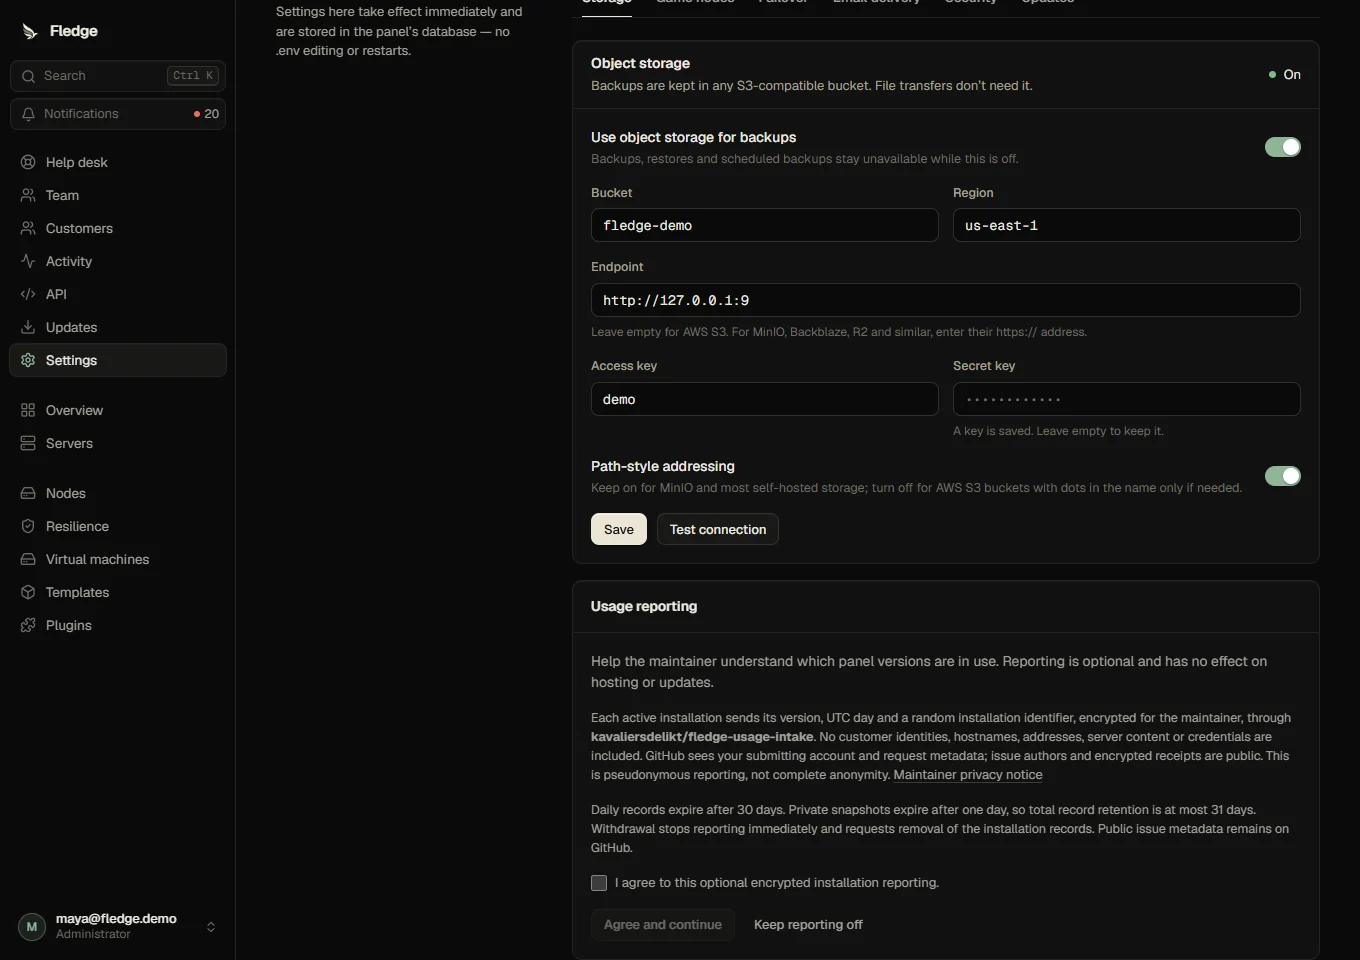 Fledge
Search
Ctrl K
Notifications
20
Help desk
Team
Customers
Activity
API
Updates
Settings
Overview
Servers
Nodes
Resilience
Virtual machines
Templates
Plugins
M
maya@fledge.demo
Administrator
Settings here take effect immediately and
are stored in the panel's database — no
.env editing or restarts.
Storage
Game nodes
Failover
Email delivery
Security
Updates
Object storage
Backups are kept in any S3-compatible bucket. File transfers don't need it.
On
Use object storage for backups
Backups, restores and scheduled backups stay unavailable while this is off.
Bucket
Region
fledge-demo
us-east-1
Endpoint
http://127.0.0.1:9
Leave empty for AWS S3. For MinIO, Backblaze, R2 and similar, enter their https:// address.
Access key
Secret key
demo
••••••••••••
A key is saved. Leave empty to keep it.
Path-style addressing
Keep on for MiniO and most self-hosted storage; turn off for AWS S3 buckets with dots in the name only if needed.
Save
Test connection
Usage reporting
Help the maintainer understand which panel versions are in use. Reporting is optional and has no effect on
hosting or updates.
Each active installation sends its version, UTC day and a random installation identifier, encrypted for the maintainer, through
kavaliersdelikt/fledge-usage-intake. No customer identities, hostnames, addresses, server content or credentials are
included. GitHub sees your submitting account and request metadata; issue authors and encrypted receipts are public. This
is pseudonymous reporting, not complete anonymity. Maintainer privacy notice
Daily records expire after 30 days. Private snapshots expire after one day, so total record retention is at most 31 days.
Withdrawal stops reporting immediately and requests removal of the installation records. Public issue metadata remains on
GitHub.
I agree to this optional encrypted installation reporting.
Agree and continue
Keep reporting off